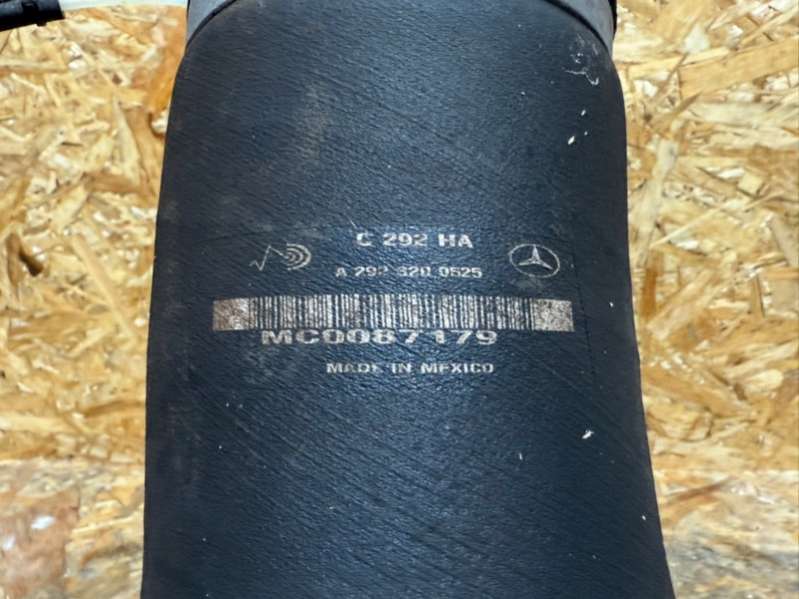 C 292 HA
A 292 320 0525
MC0087179
MADE IN MEXICO